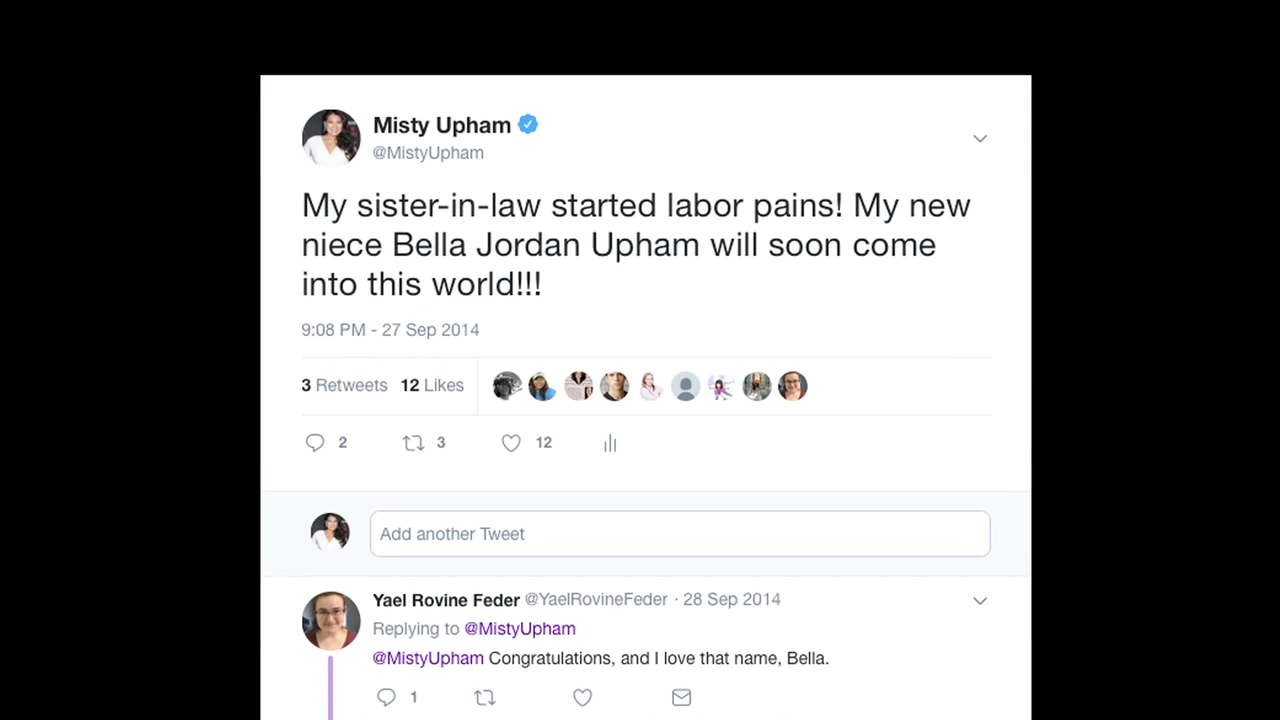 Misty Upham
@MistyUpham
My sister-in-law started labor pains! My new
niece Bella Jordan Upham will soon come
into this world!!!
9:08 PM - 27 Sep 2014
3 Retweets 12 Likes
2 3 12
Add another Tweet
Yael Rovine Feder @YaelRovineFeder · 28 Sep 2014
Replying to @MistyUpham
@MistyUpham Congratulations, and I love that name, Bella.
1